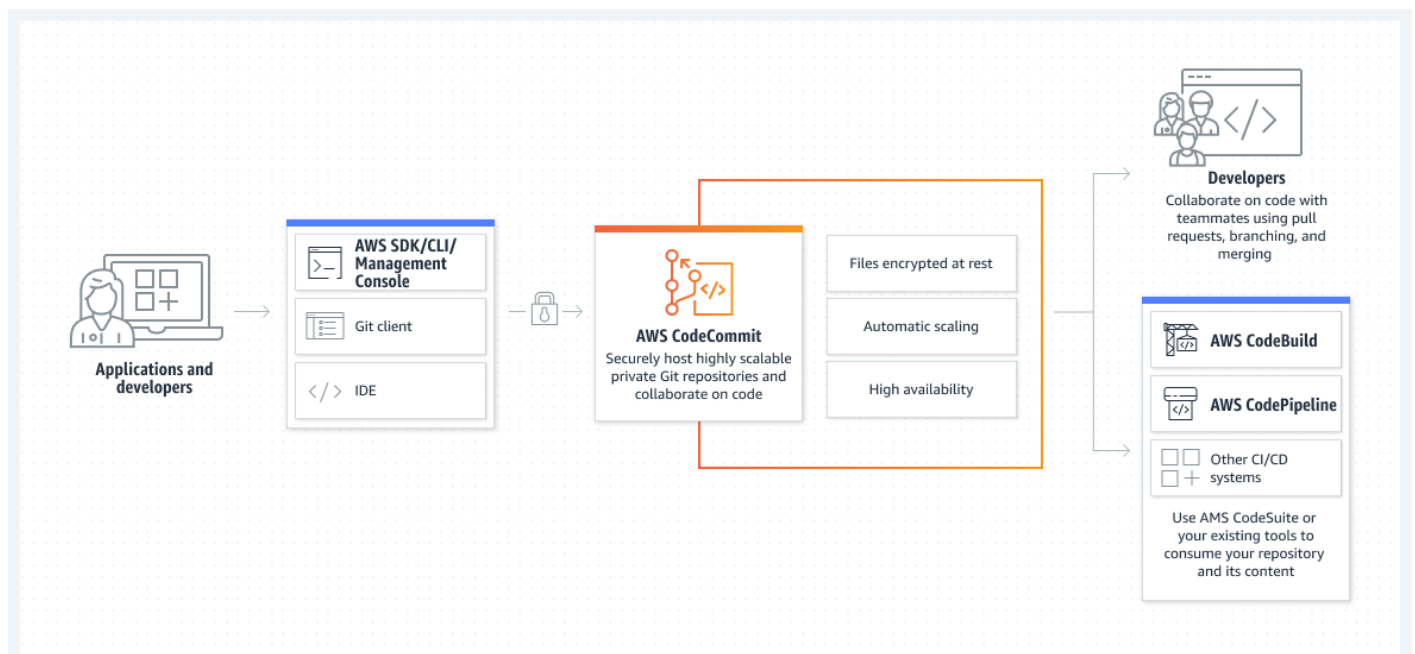 Applications and
developers
AWS SDK/CLI/
Management
Console
Git client
IDE
AWS CodeCommit
Securely host highly scalable
private Git repositories and
collaborate on code
Files encrypted at rest
Automatic scaling
High availability
Developers
Collaborate on code with
teammates using pull
requests, branching, and
merging
AWS CodeBuild
AWS CodePipeline
Other CI/CD
systems
Use AMS CodeSuite or
your existing tools to
consume your repository
and its content